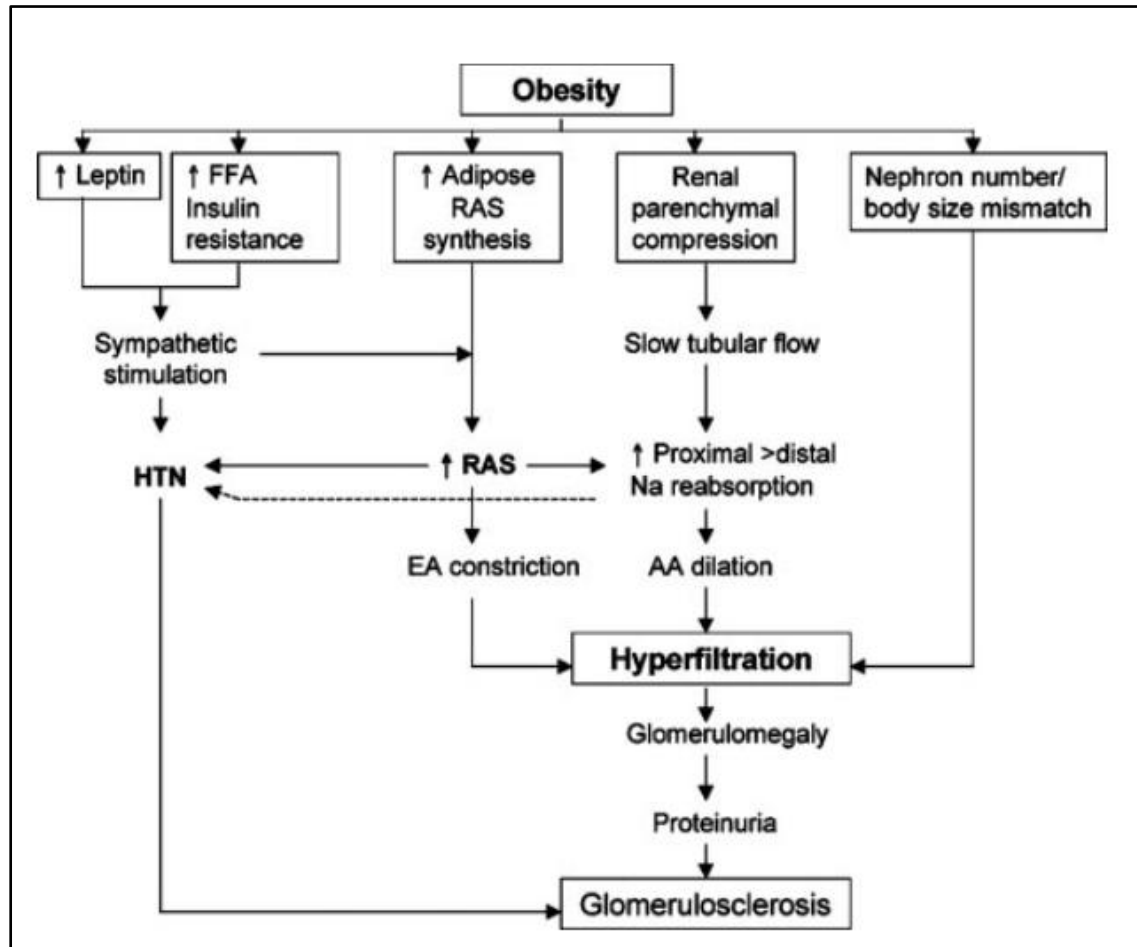 Obesity
↑ Leptin
↑ FFA
Insulin
resistance
↑ Adipose
RAS
synthesis
Renal
parenchymal
compression
Nephron number/
body size mismatch
Sympathetic
stimulation
Slow tubular flow
HTN
↑ RAS
↑ Proximal >distal
Na reabsorption
EA constriction
AA dilation
Hyperfiltration
Glomerulomegaly
Proteinuria
Glomerulosclerosis